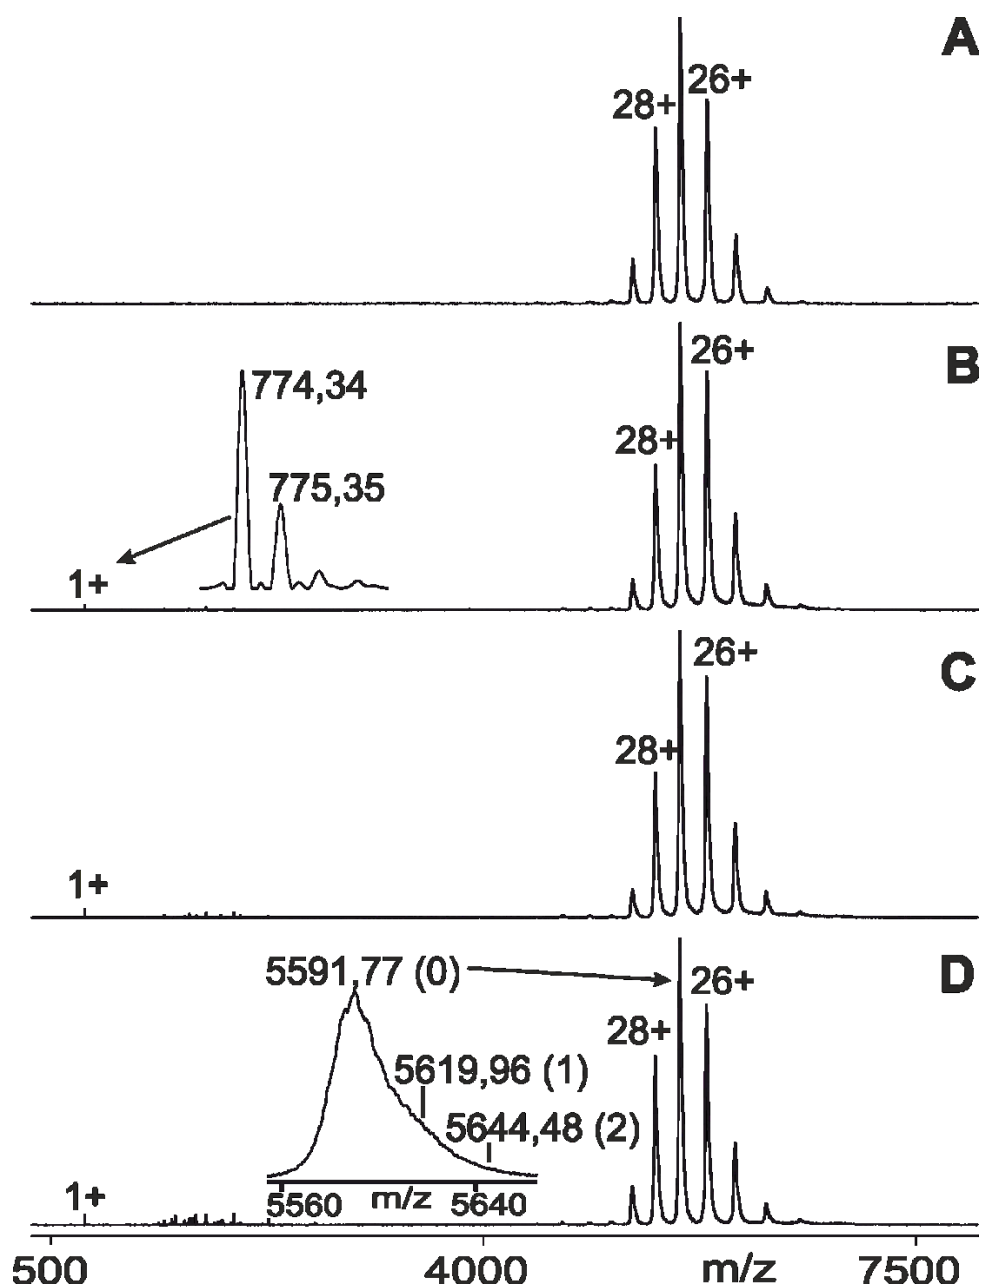 A
28+
26+
B
26+
28+
774,34
775,35
1+
C
26+
28+
1+
D
5591,77 (0)
26+
28+
5619,96 (1)
5644,48 (2)
1+
5560 m/z 5640
500 4000 m/z 7500